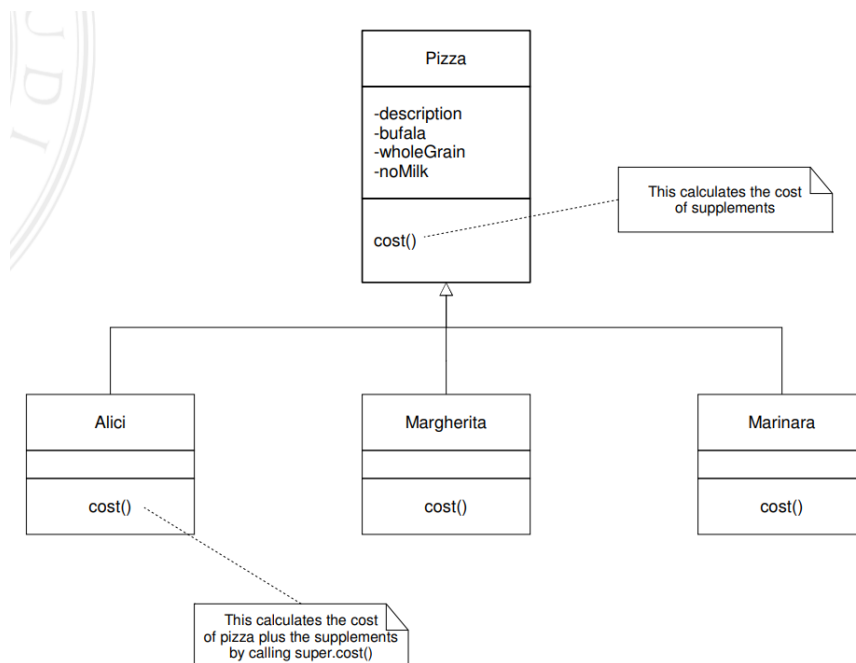 UDI
Pizza
-description
-bufala
-wholeGrain
-noMilk
This calculates the cost
of supplements
cost()
Alici
Margherita
Marinara
cost()
cost()
cost()
This calculates the cost
of pizza plus the supplements
by calling super.cost()